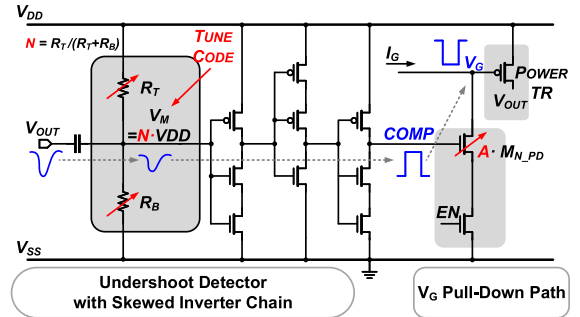 VDD
N = RT/(RT+RB)
TUNE
CODE
IG
VG
POWER
TR
RT
VM
VOUT
VOUT
=N·VDD
COMP
A·MN_PD
RB
EN
VSS
Undershoot Detector
with Skewed Inverter Chain
VG Pull-Down Path